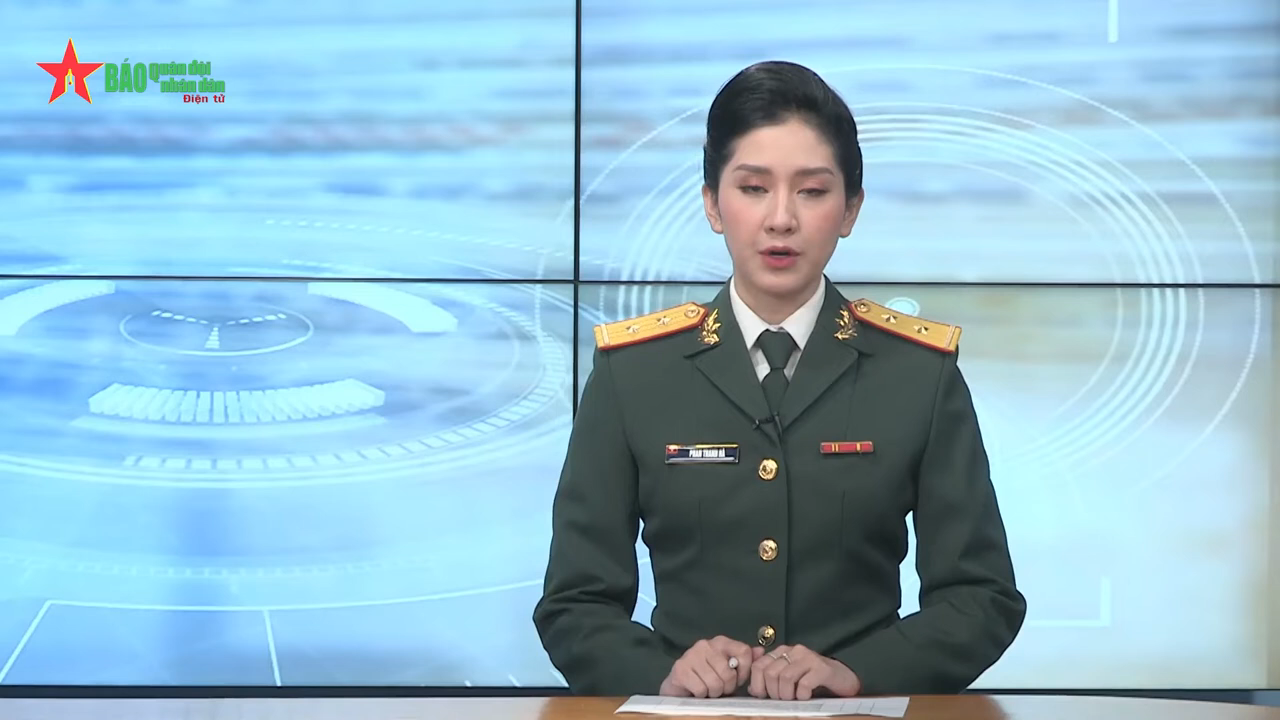 BÁO Quân đội
nhân dân
Điện tử
PHAN THANH HÀ